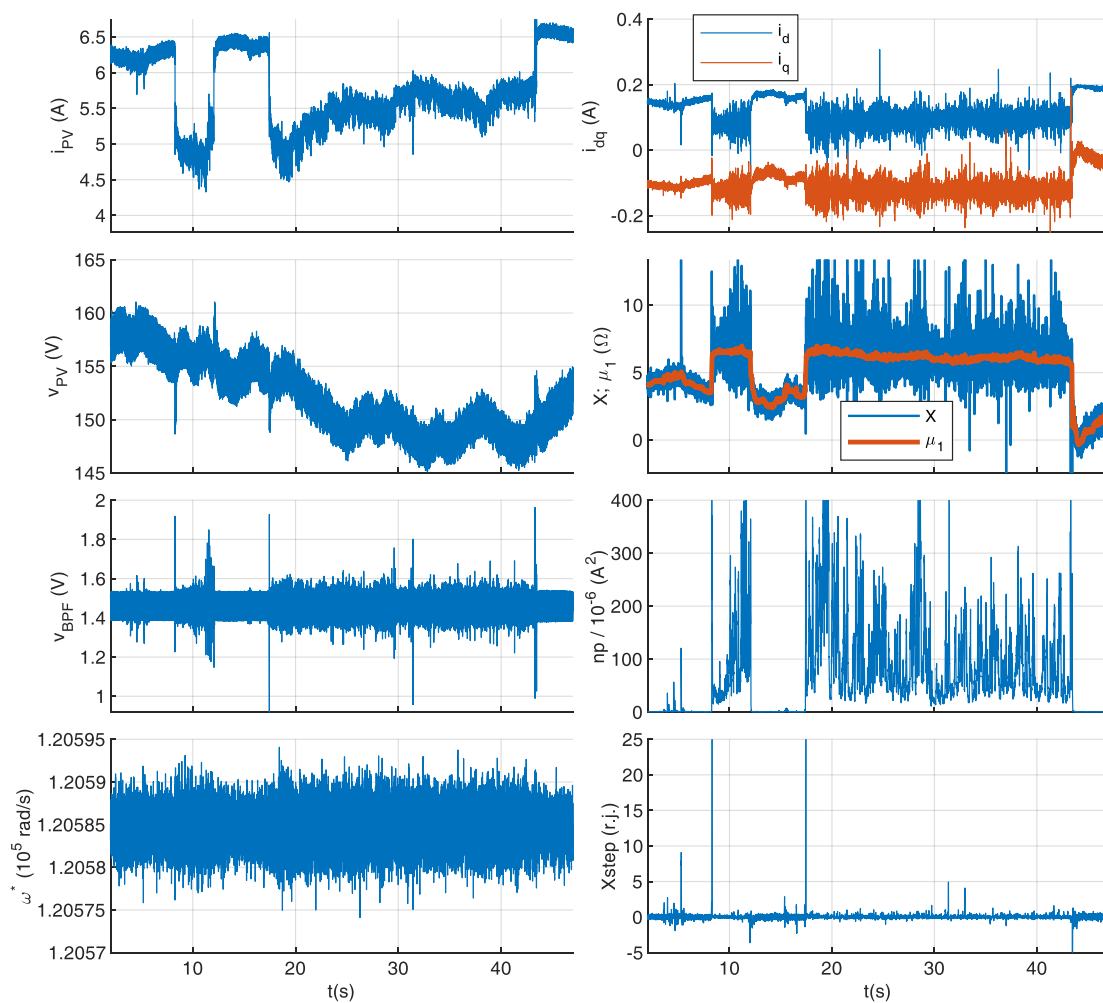 6.5
6
5.5
5
4.5
4
i_PV (A)
0.4
0.2
0
-0.2
i_dq (A)
i_d
i_q
165
160
155
150
145
v_PV (V)
10
5
0
X; μ_1 (Ω)
X
μ_1
2
1.8
1.6
1.4
1.2
1
v_BPF (V)
400
300
200
100
0
np / 10^-6 (A^2)
1.20595
1.2059
1.20585
1.2058
1.20575
1.2057
ω^* (10^5 rad/s)
10 20 30 40
t(s)
25
20
15
10
5
0
-5
Xstep (r.j.)
10 20 30 40
t(s)